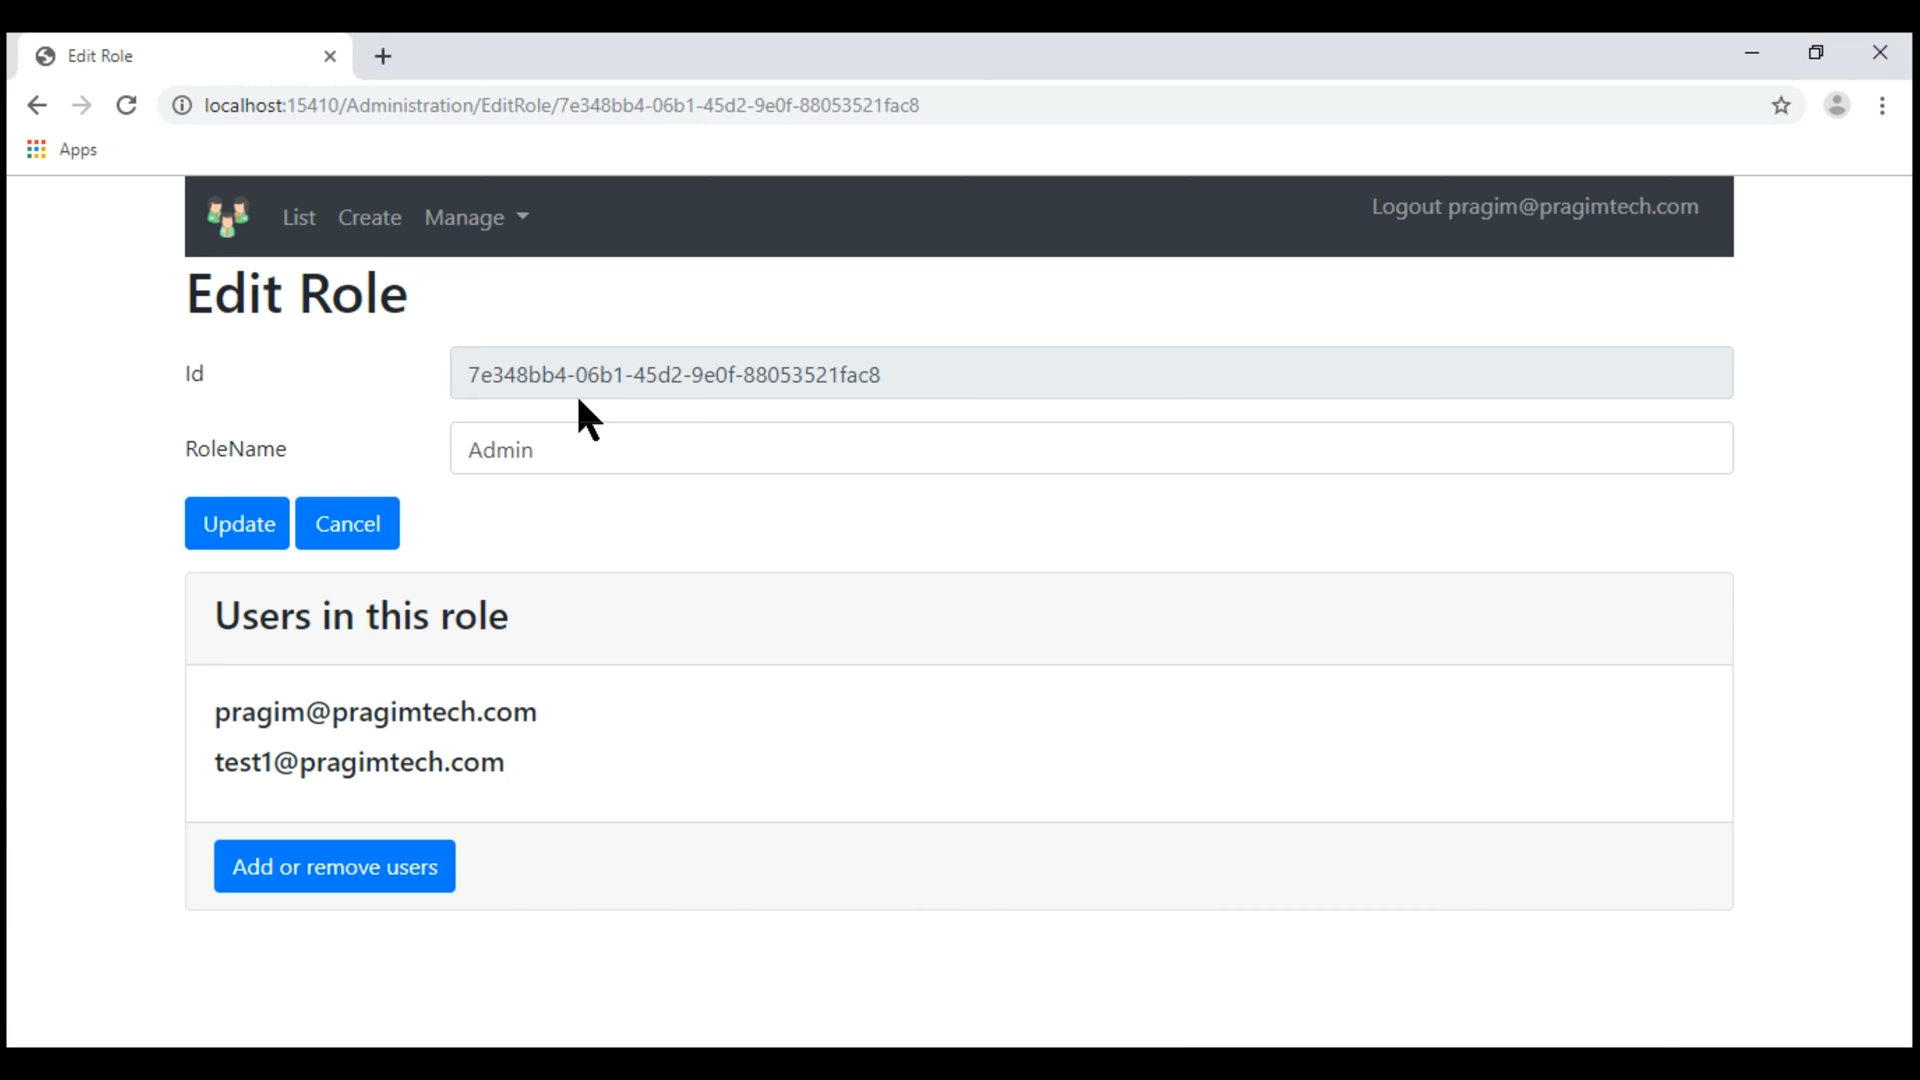 Edit Role
localhost:15410/Administration/EditRole/7e348bb4-06b1-45d2-9e0f-88053521fac8
Apps
List Create Manage Logout pragim@pragimtech.com
Edit Role
Id 7e348bb4-06b1-45d2-9e0f-88053521fac8
RoleName Admin
Update Cancel
Users in this role
pragim@pragimtech.com
test1@pragimtech.com
Add or remove users